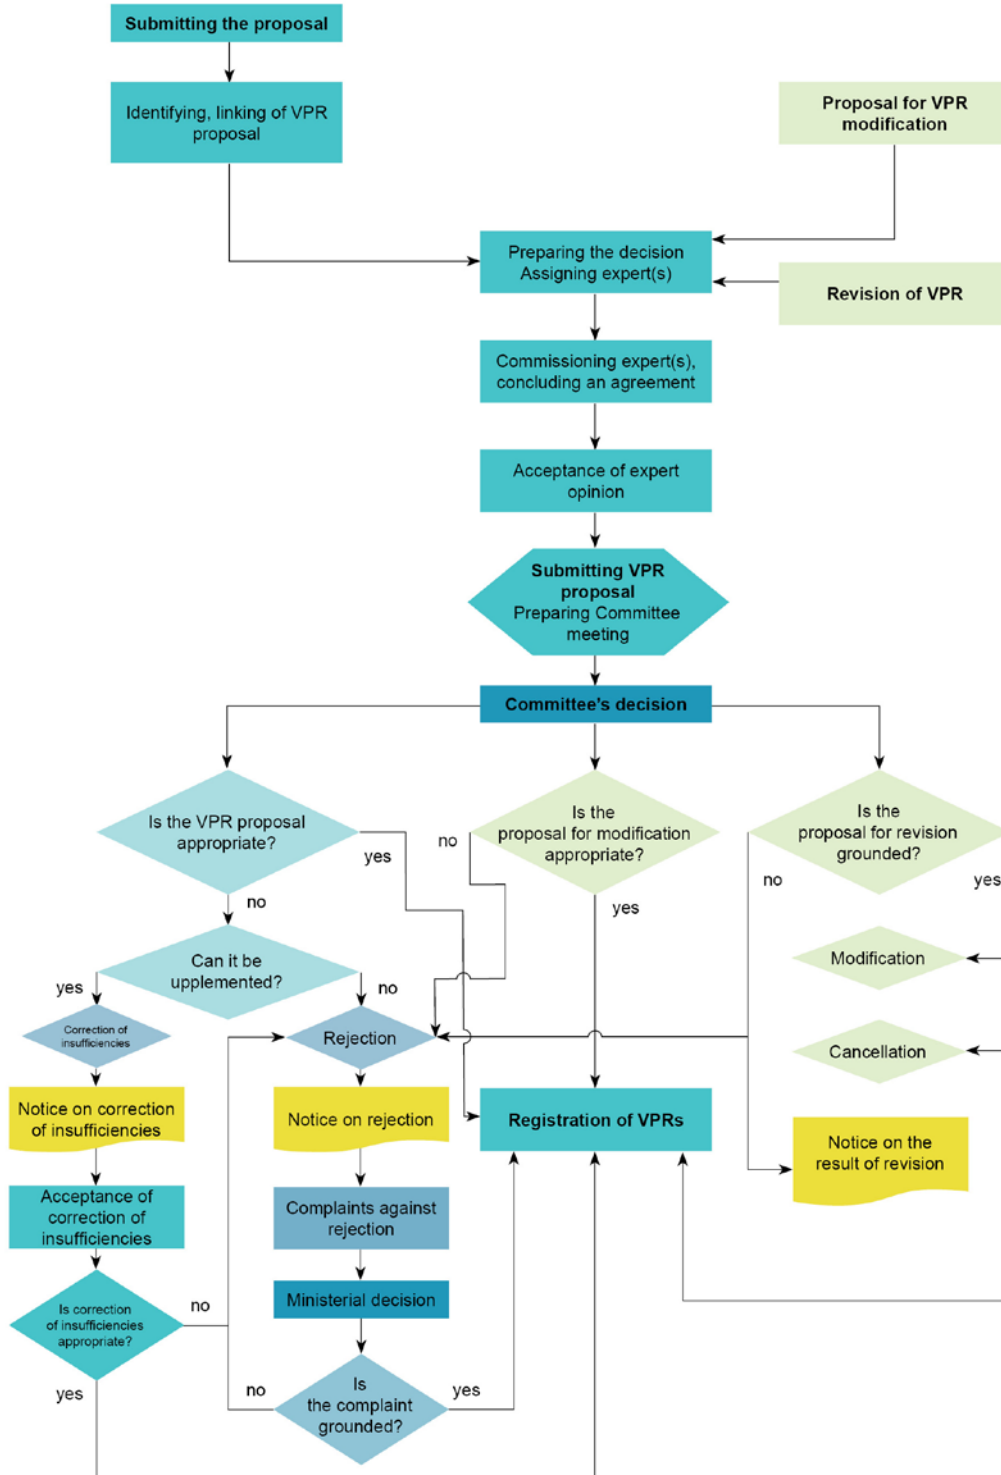 Submitting the proposal
Identifying, linking of VPR
proposal
Proposal for VPR
modification
Preparing the decision
Assigning expert(s)
Revision of VPR
Commissioning expert(s),
concluding an agreement
Acceptance of expert
opinion
Submitting VPR
proposal
Preparing Committee
meeting
Committee's decision
Is the VPR proposal
appropriate?
yes
no
Is the
proposal for modification
appropriate?
no
yes
Is the
proposal for revision
grounded?
no
yes
Can it be
upplemented?
yes
no
Modification
Correction of
insufficiencies
Rejection
Cancellation
Notice on correction
of insufficiencies
Notice on rejection
Registration of VPRs
Notice on the
result of revision
Acceptance of
correction of
insufficiencies
Complaints against
rejection
Ministerial decision
Is correction
of insufficiencies
appropriate?
no
yes
Is
the complaint
grounded?
no
yes